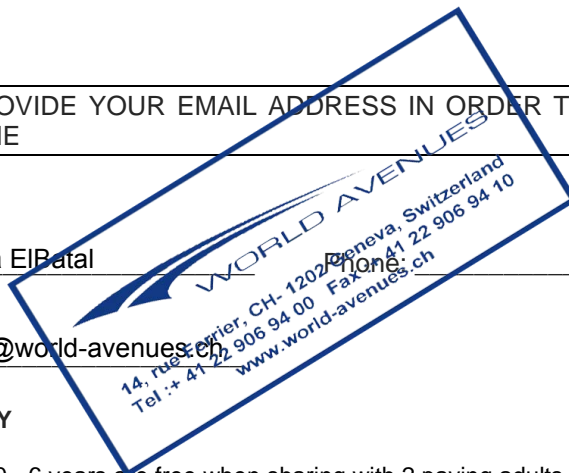 OVIDE YOUR EMAIL ADDRESS IN ORDER T
E
ElBatal Phone:
@world-avenues.ch
WORLD AVENUES
14, rue Ferrier, CH- 1202 Geneva, Switzerland
Tel :+ 41 22 906 94 00 Fax :+ 41 22 906 94 10
www.world-avenues.ch
Y
6 years are free when sharing with 2 paying adults